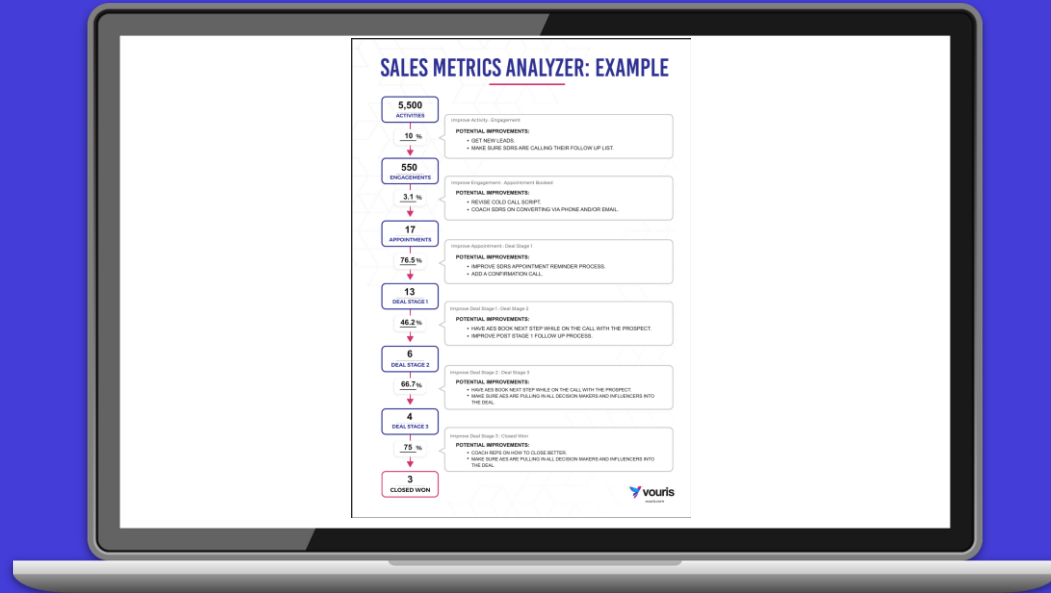 SALES METRICS ANALYZER: EXAMPLE
5,500
ACTIVITIES
10 %
Improve Activity : Engagement
POTENTIAL IMPROVEMENTS:
• GET NEW LEADS.
• MAKE SURE SDRS ARE CALLING THEIR FOLLOW UP LIST.
550
ENGAGEMENTS
3.1 %
Improve Engagement : Appointment Booked
POTENTIAL IMPROVEMENTS:
• REVISE COLD CALL SCRIPT.
• COACH SDRS ON CONVERTING VIA PHONE AND/OR EMAIL.
17
APPOINTMENTS
76.5 %
Improve Appointment : Deal Stage 1
POTENTIAL IMPROVEMENTS:
• IMPROVE SDRS APPOINTMENT REMINDER PROCESS.
• ADD A CONFIRMATION CALL.
13
DEAL STAGE 1
46.2 %
Improve Deal Stage 1 : Deal Stage 2
POTENTIAL IMPROVEMENTS:
• HAVE AES BOOK NEXT STEP WHILE ON THE CALL WITH THE PROSPECT.
• IMPROVE POST STAGE 1 FOLLOW UP PROCESS.
6
DEAL STAGE 2
66.7 %
Improve Deal Stage 2 : Deal Stage 3
POTENTIAL IMPROVEMENTS:
• HAVE AES BOOK NEXT STEP WHILE ON THE CALL WITH THE PROSPECT.
• MAKE SURE AES ARE PULLING IN ALL DECISION MAKERS AND INFLUENCERS INTO
THE DEAL.
4
DEAL STAGE 3
75 %
Improve Deal Stage 3 : Closed Won
POTENTIAL IMPROVEMENTS:
• COACH REPS ON HOW TO CLOSE BETTER.
• MAKE SURE AES ARE PULLING IN ALL DECISION MAKERS AND INFLUENCERS INTO
THE DEAL.
3
CLOSED WON
vouris